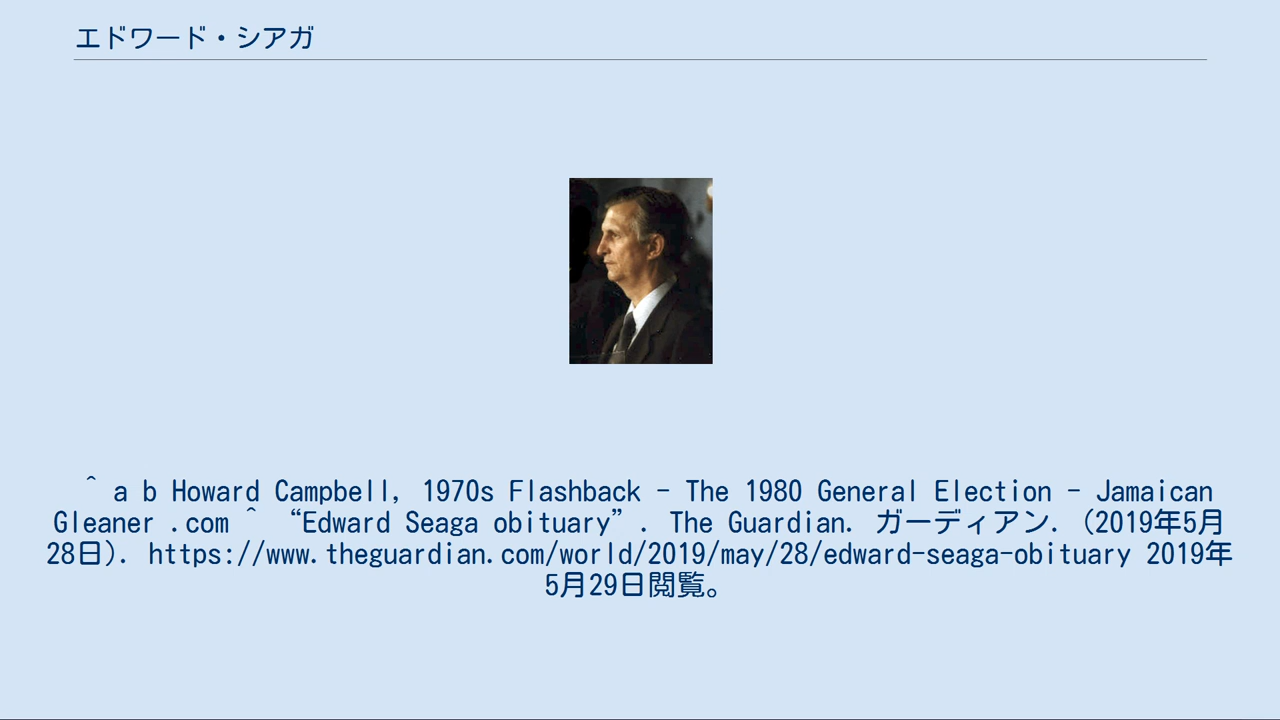 エドワード・シアガ
^ a b Howard Campbell, 1970s Flashback - The 1980 General Election - Jamaican
Gleaner .com ^ “Edward Seaga obituary”. The Guardian. ガーディアン. (2019年5月
28日). https://www.theguardian.com/world/2019/may/28/edward-seaga-obituary 2019年
5月29日閲覧。